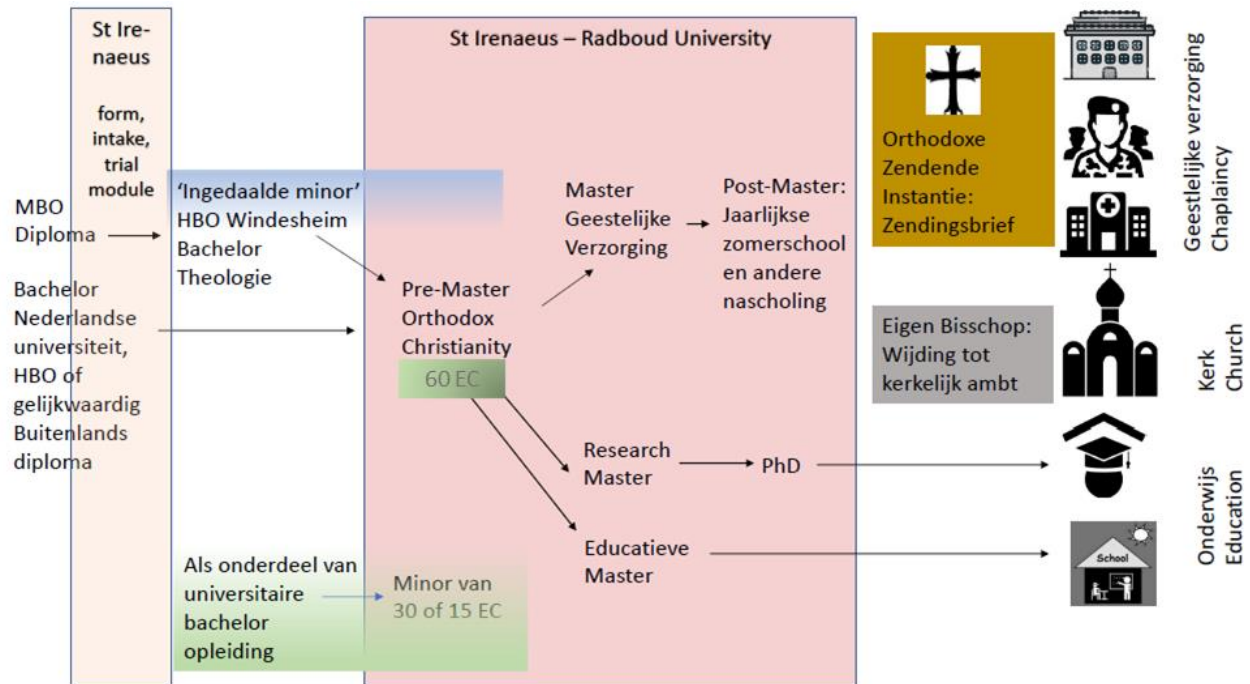 St Ire-
naeus
form,
intake,
trial
module
MBO
Diploma
Bachelor
Nederlandse
universiteit,
HBO of
gelijkwaardig
Buitenlands
diploma
'Ingedaalde minor'
HBO Windesheim
Bachelor
Theologie
Als onderdeel van
universitaire
bachelor
opleiding
St Irenaeus – Radboud University
Pre-Master
Orthodox
Christianity
60 EC
Minor van
30 of 15 EC
Master
Geestelijke
Verzorging
Post-Master:
Jaarlijkse
zomerschool
en andere
nascholing
Research
Master
PhD
Educatieve
Master
Orthodoxe
Zendende
Instantie:
Zendingsbrief
Eigen Bisschop:
Wijding tot
kerkelijk ambt
School
Geestlelijke verzorging
Chaplaincy
Kerk
Church
Onderwijs
Education